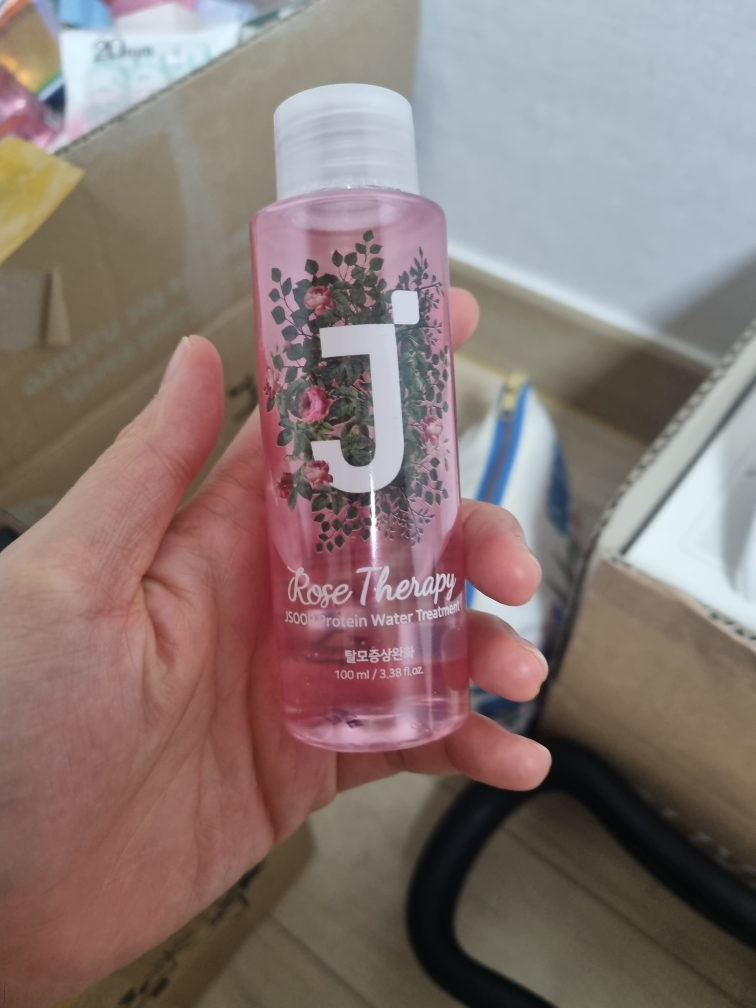 J
Rose Therapy
JSOOP Protein Water Treatment
탈모증상완화
100 ml / 3.38 fl.oz.